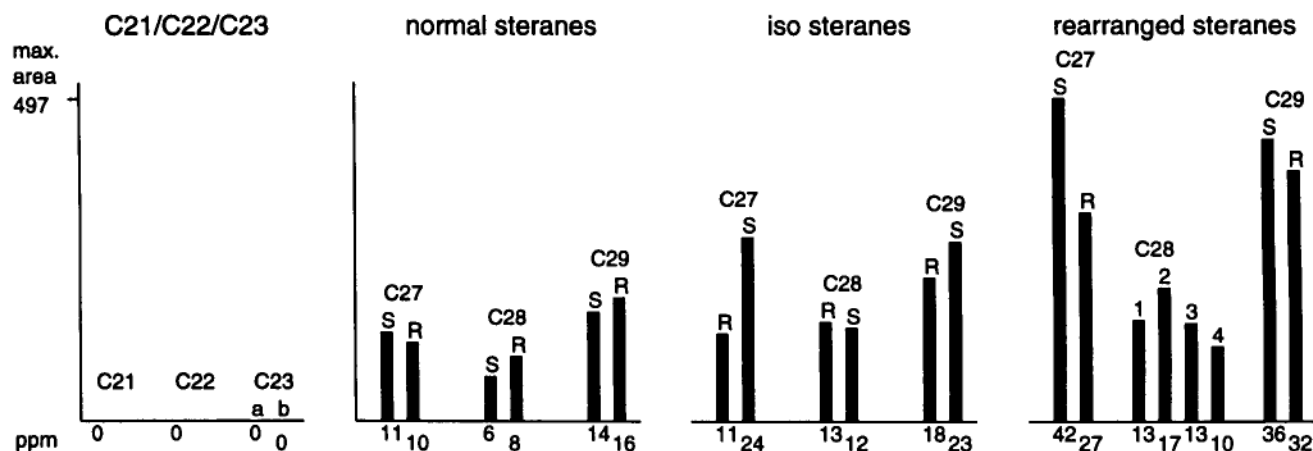 C21/C22/C23 normal steranes iso steranes rearranged steranes
max.
area
497
C27
S
R
C28
1 2 3 4
C29
S R
C27
R S
C28
R S
C29
R S
C27
S R
C28
S R
C29
S R
C21 C22 C23
a b
ppm 0 0 0 0 11 10 6 8 14 16 11 24 13 12 18 23 42 27 13 17 13 10 36 32